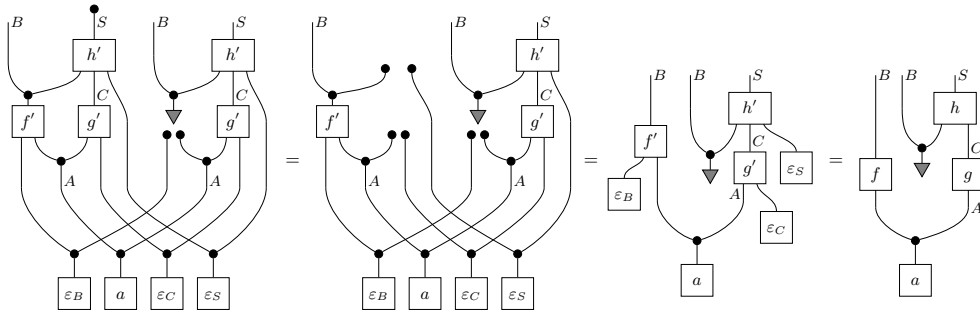 B S B S B B S
h′ h′ h′
C C C
f′ g′ g′ f′ g′
A A A
= = =
B B S B B S
h′ h
C C
f′ g′ ε_S f g
ε_B A A
ε_C
ε_B a ε_C ε_S ε_B a ε_C ε_S a a